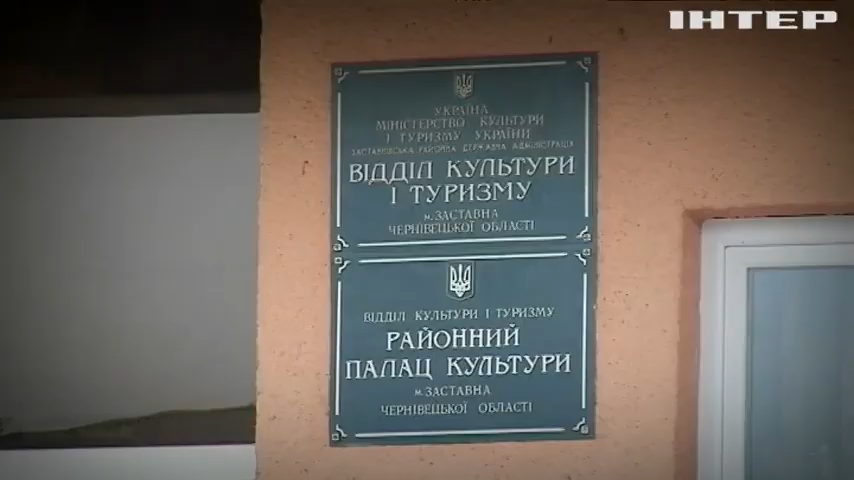 ІНТЕР
УКРАЇНА
МІНІСТЕРСТВО КУЛЬТУРИ
І ТУРИЗМУ УКРАЇНИ
ЗАСТАВНІВСЬКА РАЙОННА ДЕРЖАВНА АДМІНІСТРАЦІЯ
ВІДДІЛ КУЛЬТУРИ
І ТУРИЗМУ
м.ЗАСТАВНА
ЧЕРНІВЕЦЬКОЇ ОБЛАСТІ
ВІДДІЛ КУЛЬТУРИ І ТУРИЗМУ
РАЙОННИЙ
ПАЛАЦ КУЛЬТУРИ
м.ЗАСТАВНА
ЧЕРНІВЕЦЬКОЇ ОБЛАСТІ